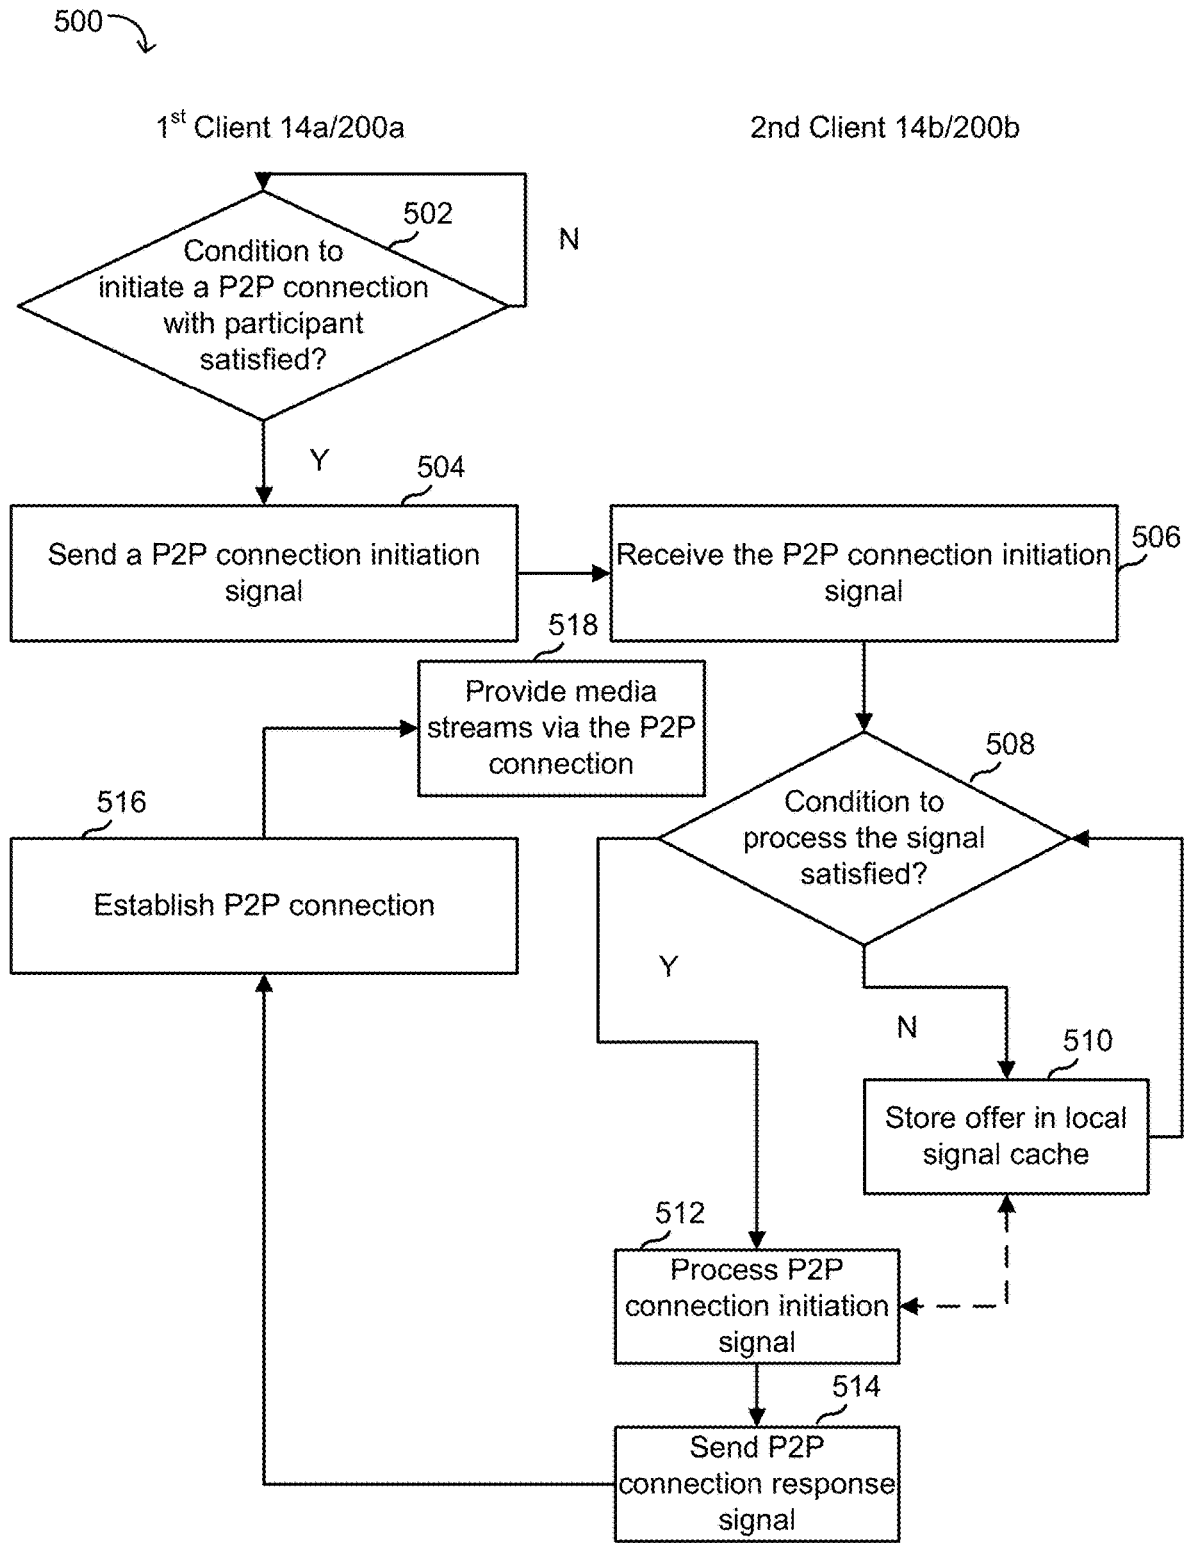 500
1st Client 14a/200a
2nd Client 14b/200b
502
Condition to
initiate a P2P connection
with participant
satisfied?
N
Y
504
Send a P2P connection initiation
signal
506
Receive the P2P connection initiation
signal
518
Provide media
streams via the P2P
connection
508
Condition to
process the signal
satisfied?
516
Establish P2P connection
Y
N
510
Store offer in local
signal cache
512
Process P2P
connection initiation
signal
514
Send P2P
connection response
signal